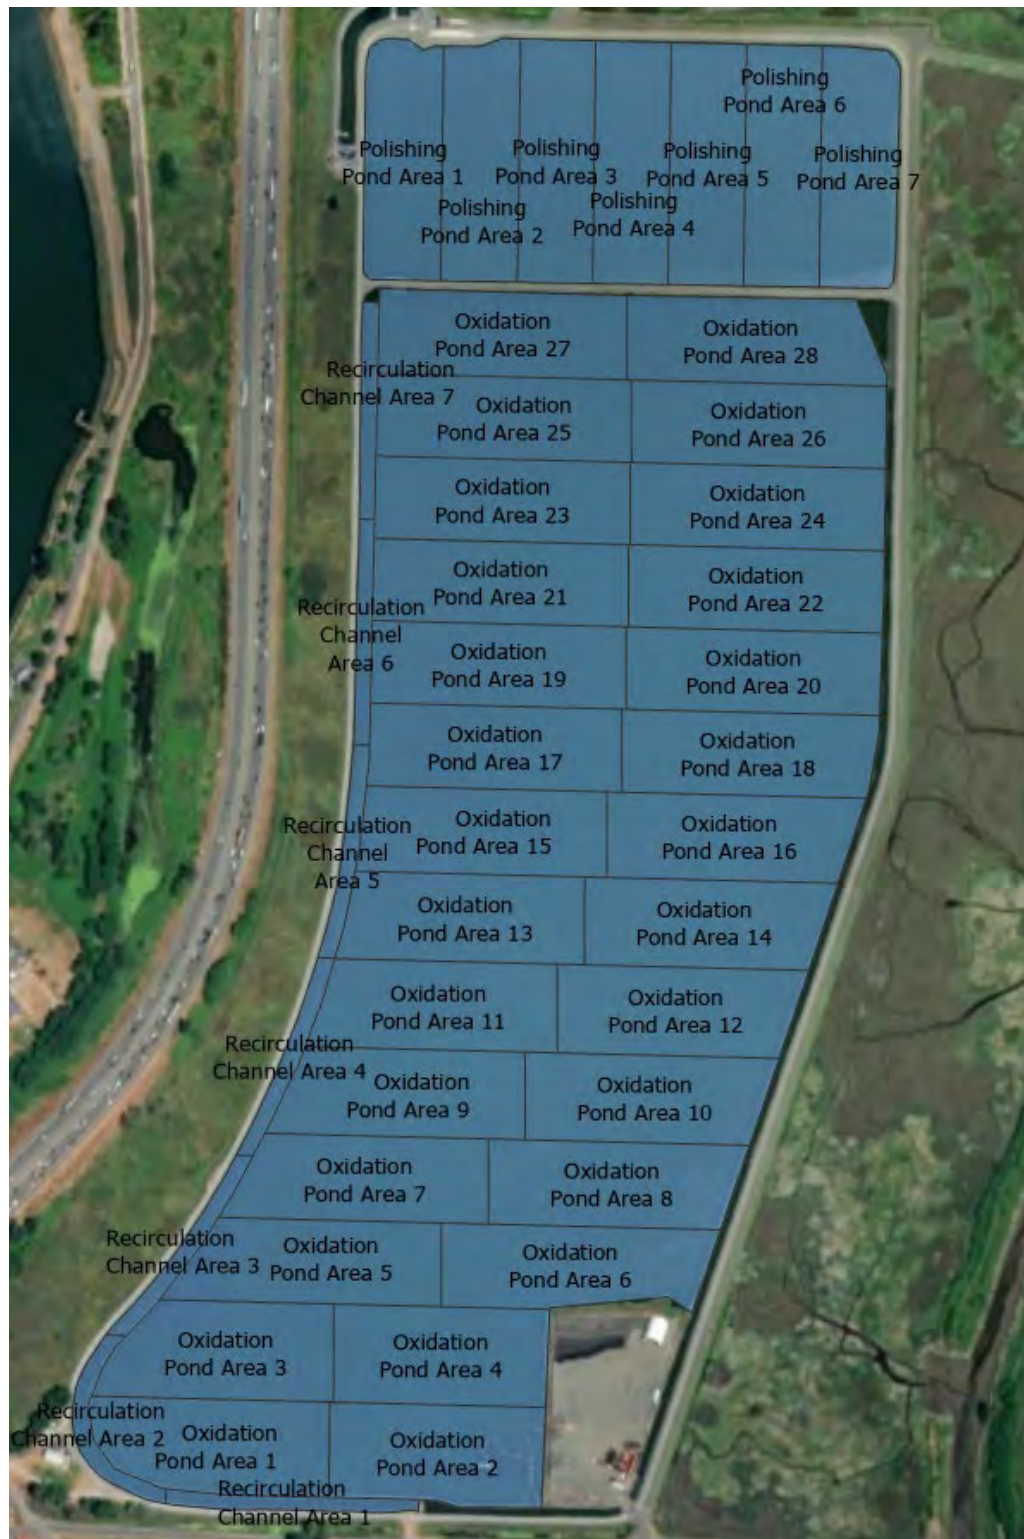 Polishing
Pond Area 6
Polishing
Pond Area 1
Polishing
Pond Area 3
Polishing
Pond Area 5
Polishing
Pond Area 7
Polishing
Pond Area 2
Polishing
Pond Area 4
Oxidation
Pond Area 27
Oxidation
Pond Area 28
Recirculation
Channel Area 7
Oxidation
Pond Area 25
Oxidation
Pond Area 26
Oxidation
Pond Area 23
Oxidation
Pond Area 24
Oxidation
Pond Area 21
Oxidation
Pond Area 22
Recirculation
Channel
Area 6
Oxidation
Pond Area 19
Oxidation
Pond Area 20
Oxidation
Pond Area 17
Oxidation
Pond Area 18
Recirculation
Channel
Area 5
Oxidation
Pond Area 15
Oxidation
Pond Area 16
Oxidation
Pond Area 13
Oxidation
Pond Area 14
Oxidation
Pond Area 11
Oxidation
Pond Area 12
Recirculation
Channel Area 4
Oxidation
Pond Area 9
Oxidation
Pond Area 10
Oxidation
Pond Area 7
Oxidation
Pond Area 8
Recirculation
Channel Area 3
Oxidation
Pond Area 5
Oxidation
Pond Area 6
Oxidation
Pond Area 3
Oxidation
Pond Area 4
Recirculation
Channel Area 2
Oxidation
Pond Area 1
Oxidation
Pond Area 2
Recirculation
Channel Area 1